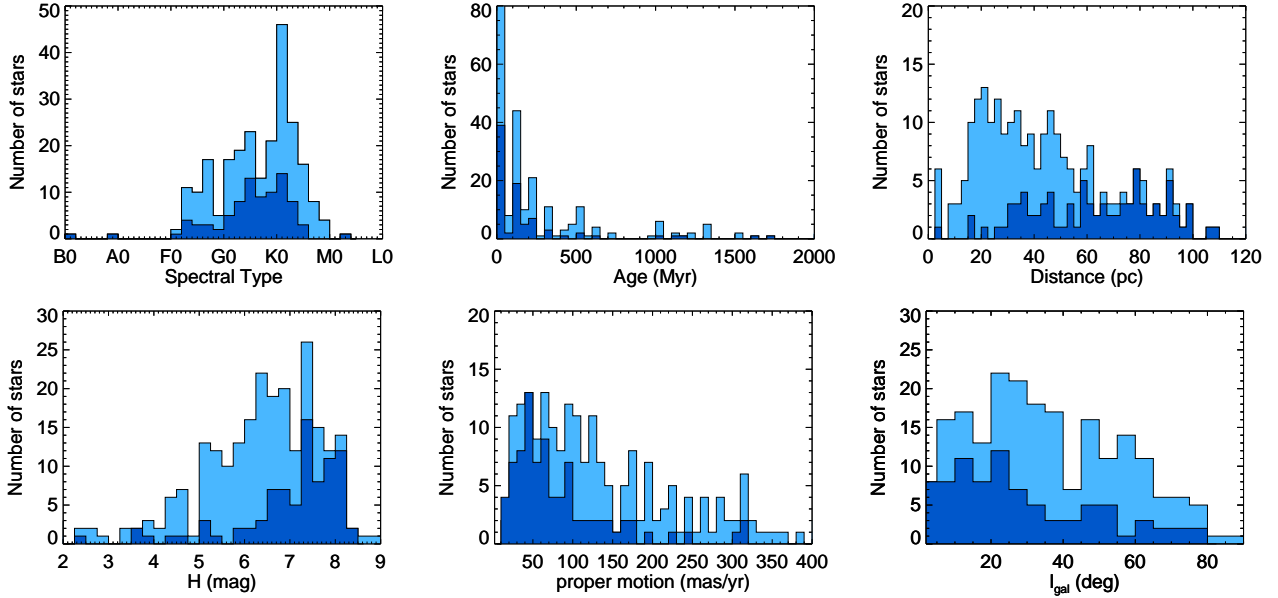 50
40
30
20
10
0
Number of stars
B0 A0 F0 G0 K0 M0 L0
Spectral Type
80
60
40
20
0
Number of stars
0 500 1000 1500 2000
Age (Myr)
20
15
10
5
0
Number of stars
0 20 40 60 80 100 120
Distance (pc)
30
25
20
15
10
5
0
Number of stars
2 3 4 5 6 7 8 9
H (mag)
20
15
10
5
0
Number of stars
50 100 150 200 250 300 350 400
proper motion (mas/yr)
30
25
20
15
10
5
0
Number of stars
20 40 60 80
l_gal (deg)